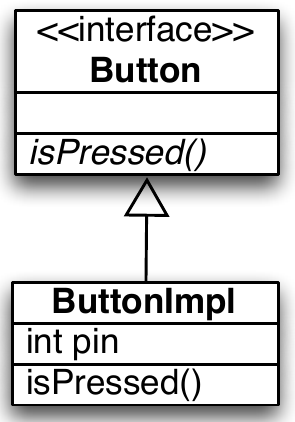 <<interface>>
Button
isPressed()
ButtonImpl
int pin
isPressed()